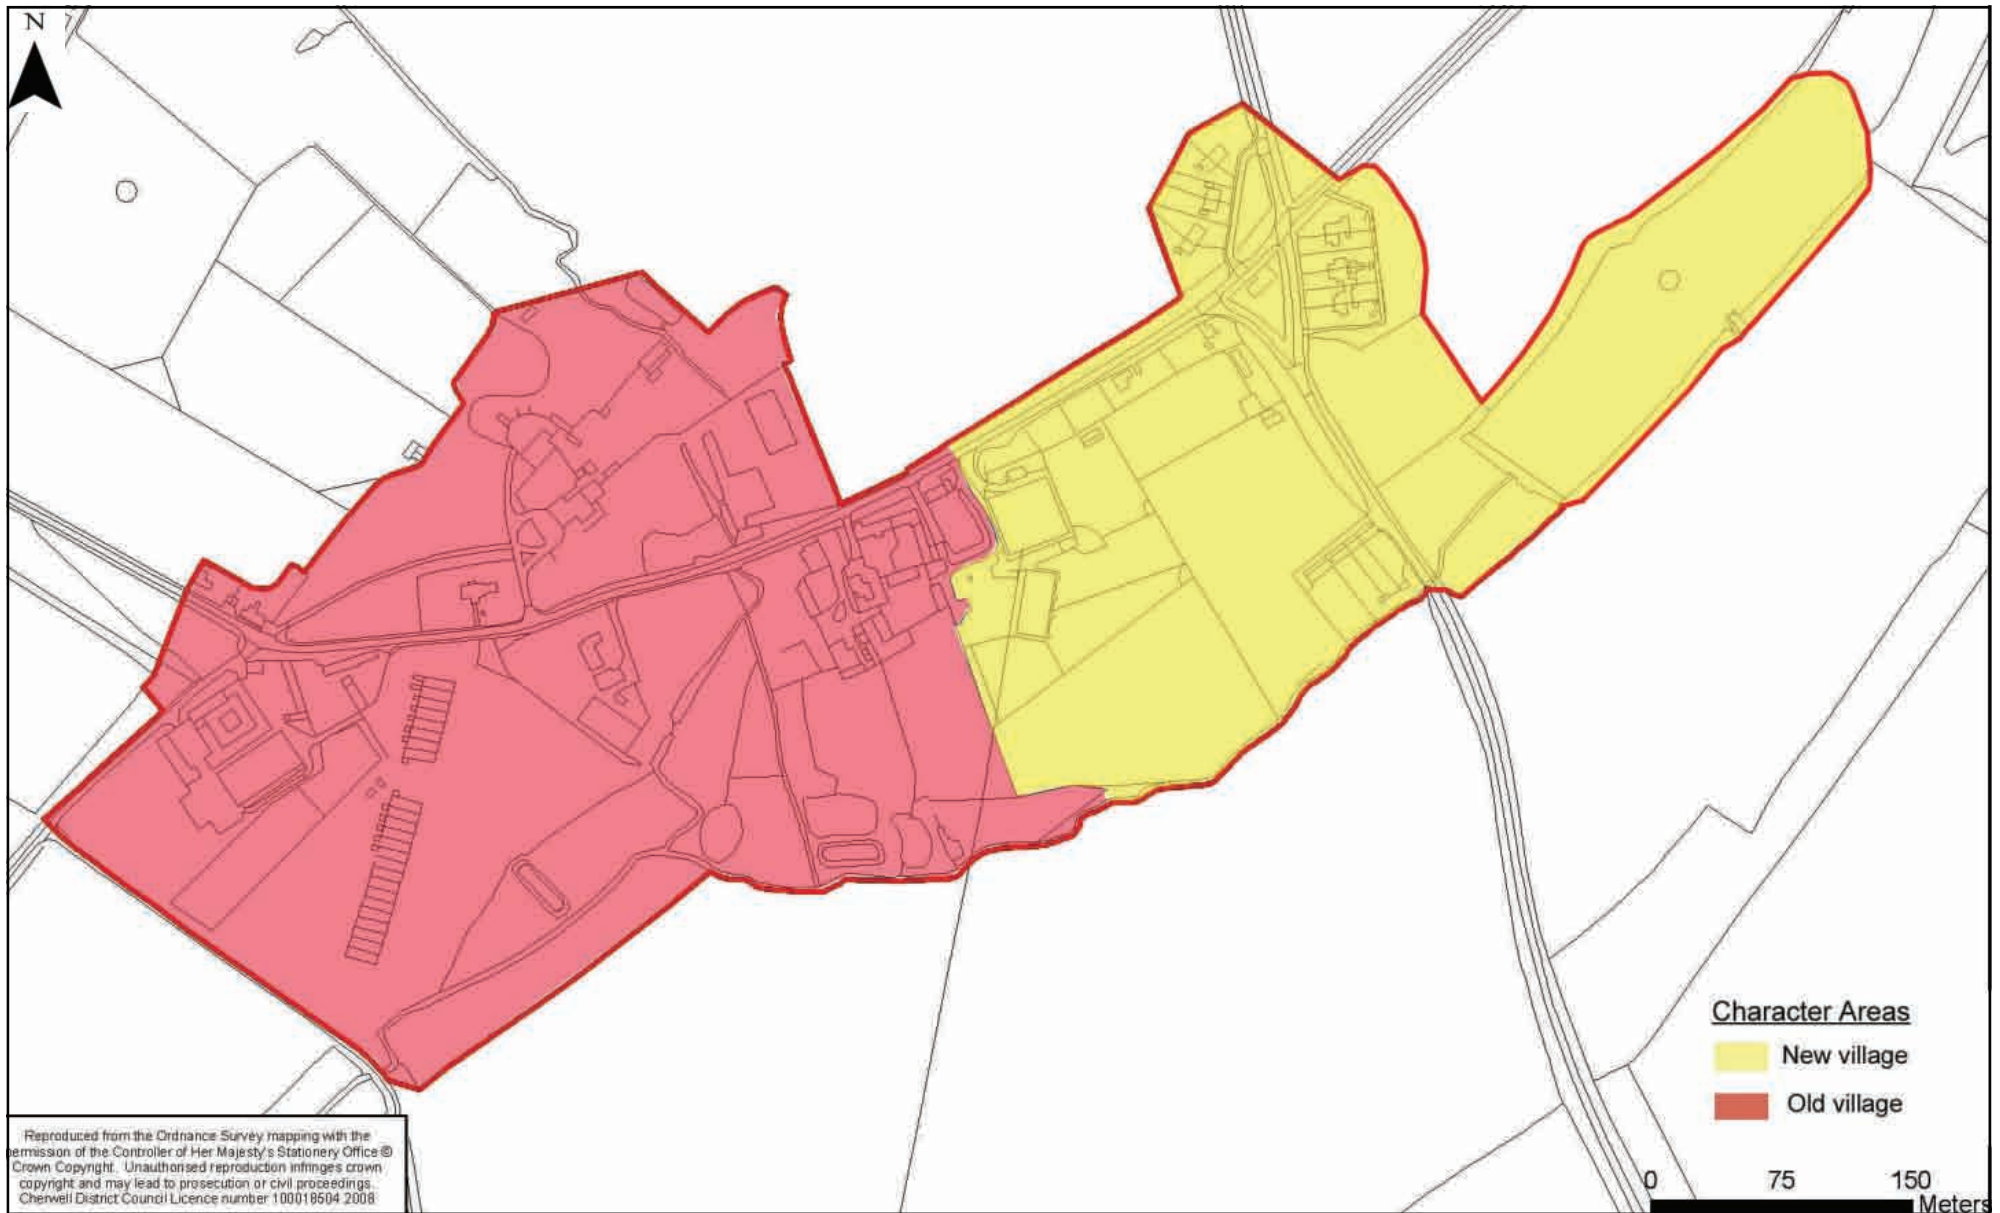 N
Character Areas
New village
Old village
0 75 150
Meters
Reproduced from the Ordnance Survey mapping with the
ermission of the Controller of Her Majesty's Stationery Office ©
Crown Copyright. Unauthorised reproduction infringes crown
copyright and may lead to prosecution or civil proceedings.
Cherwell District Council Licence number 100018504 2008